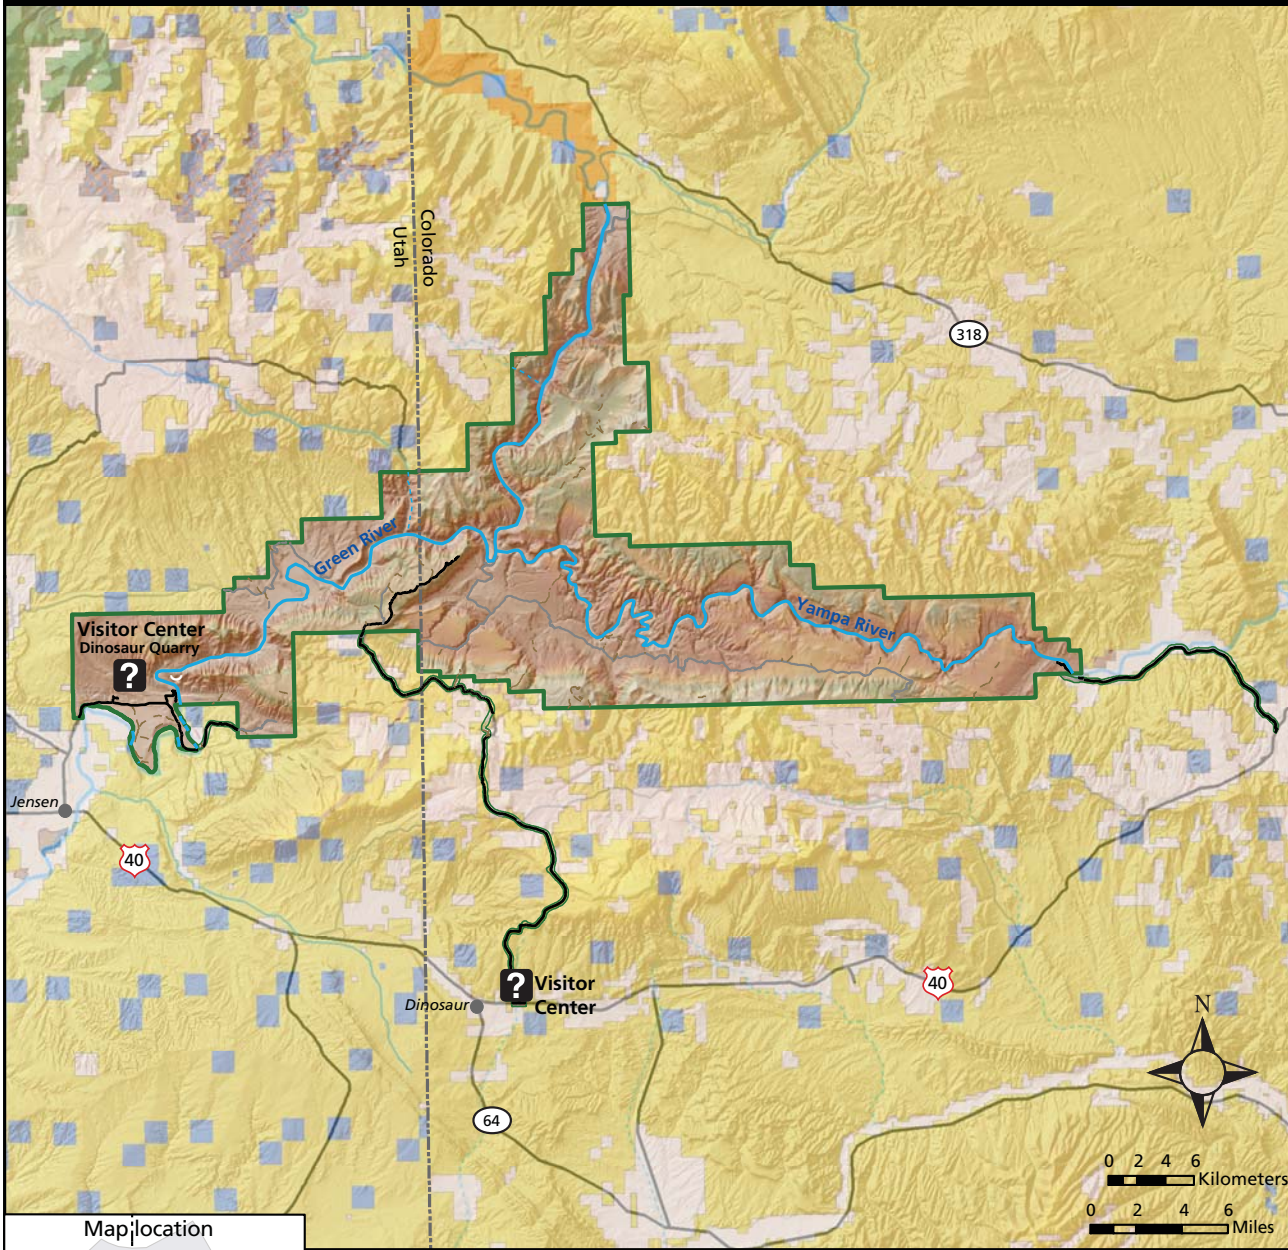 Colorado
Utah
318
Green River
Yampa River
Visitor Center
Dinosaur Quarry
?
Jensen
40
?
Visitor
Center
Dinosaur
40
N
64
0 2 4 6
Kilometers
0 2 4 6
Miles
Map location